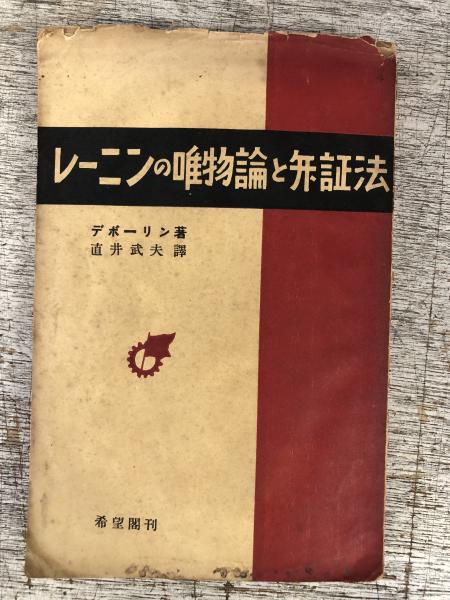 レーニンの唯物論と弁証法
デボーリン著
直井武夫譯
希望閣刊